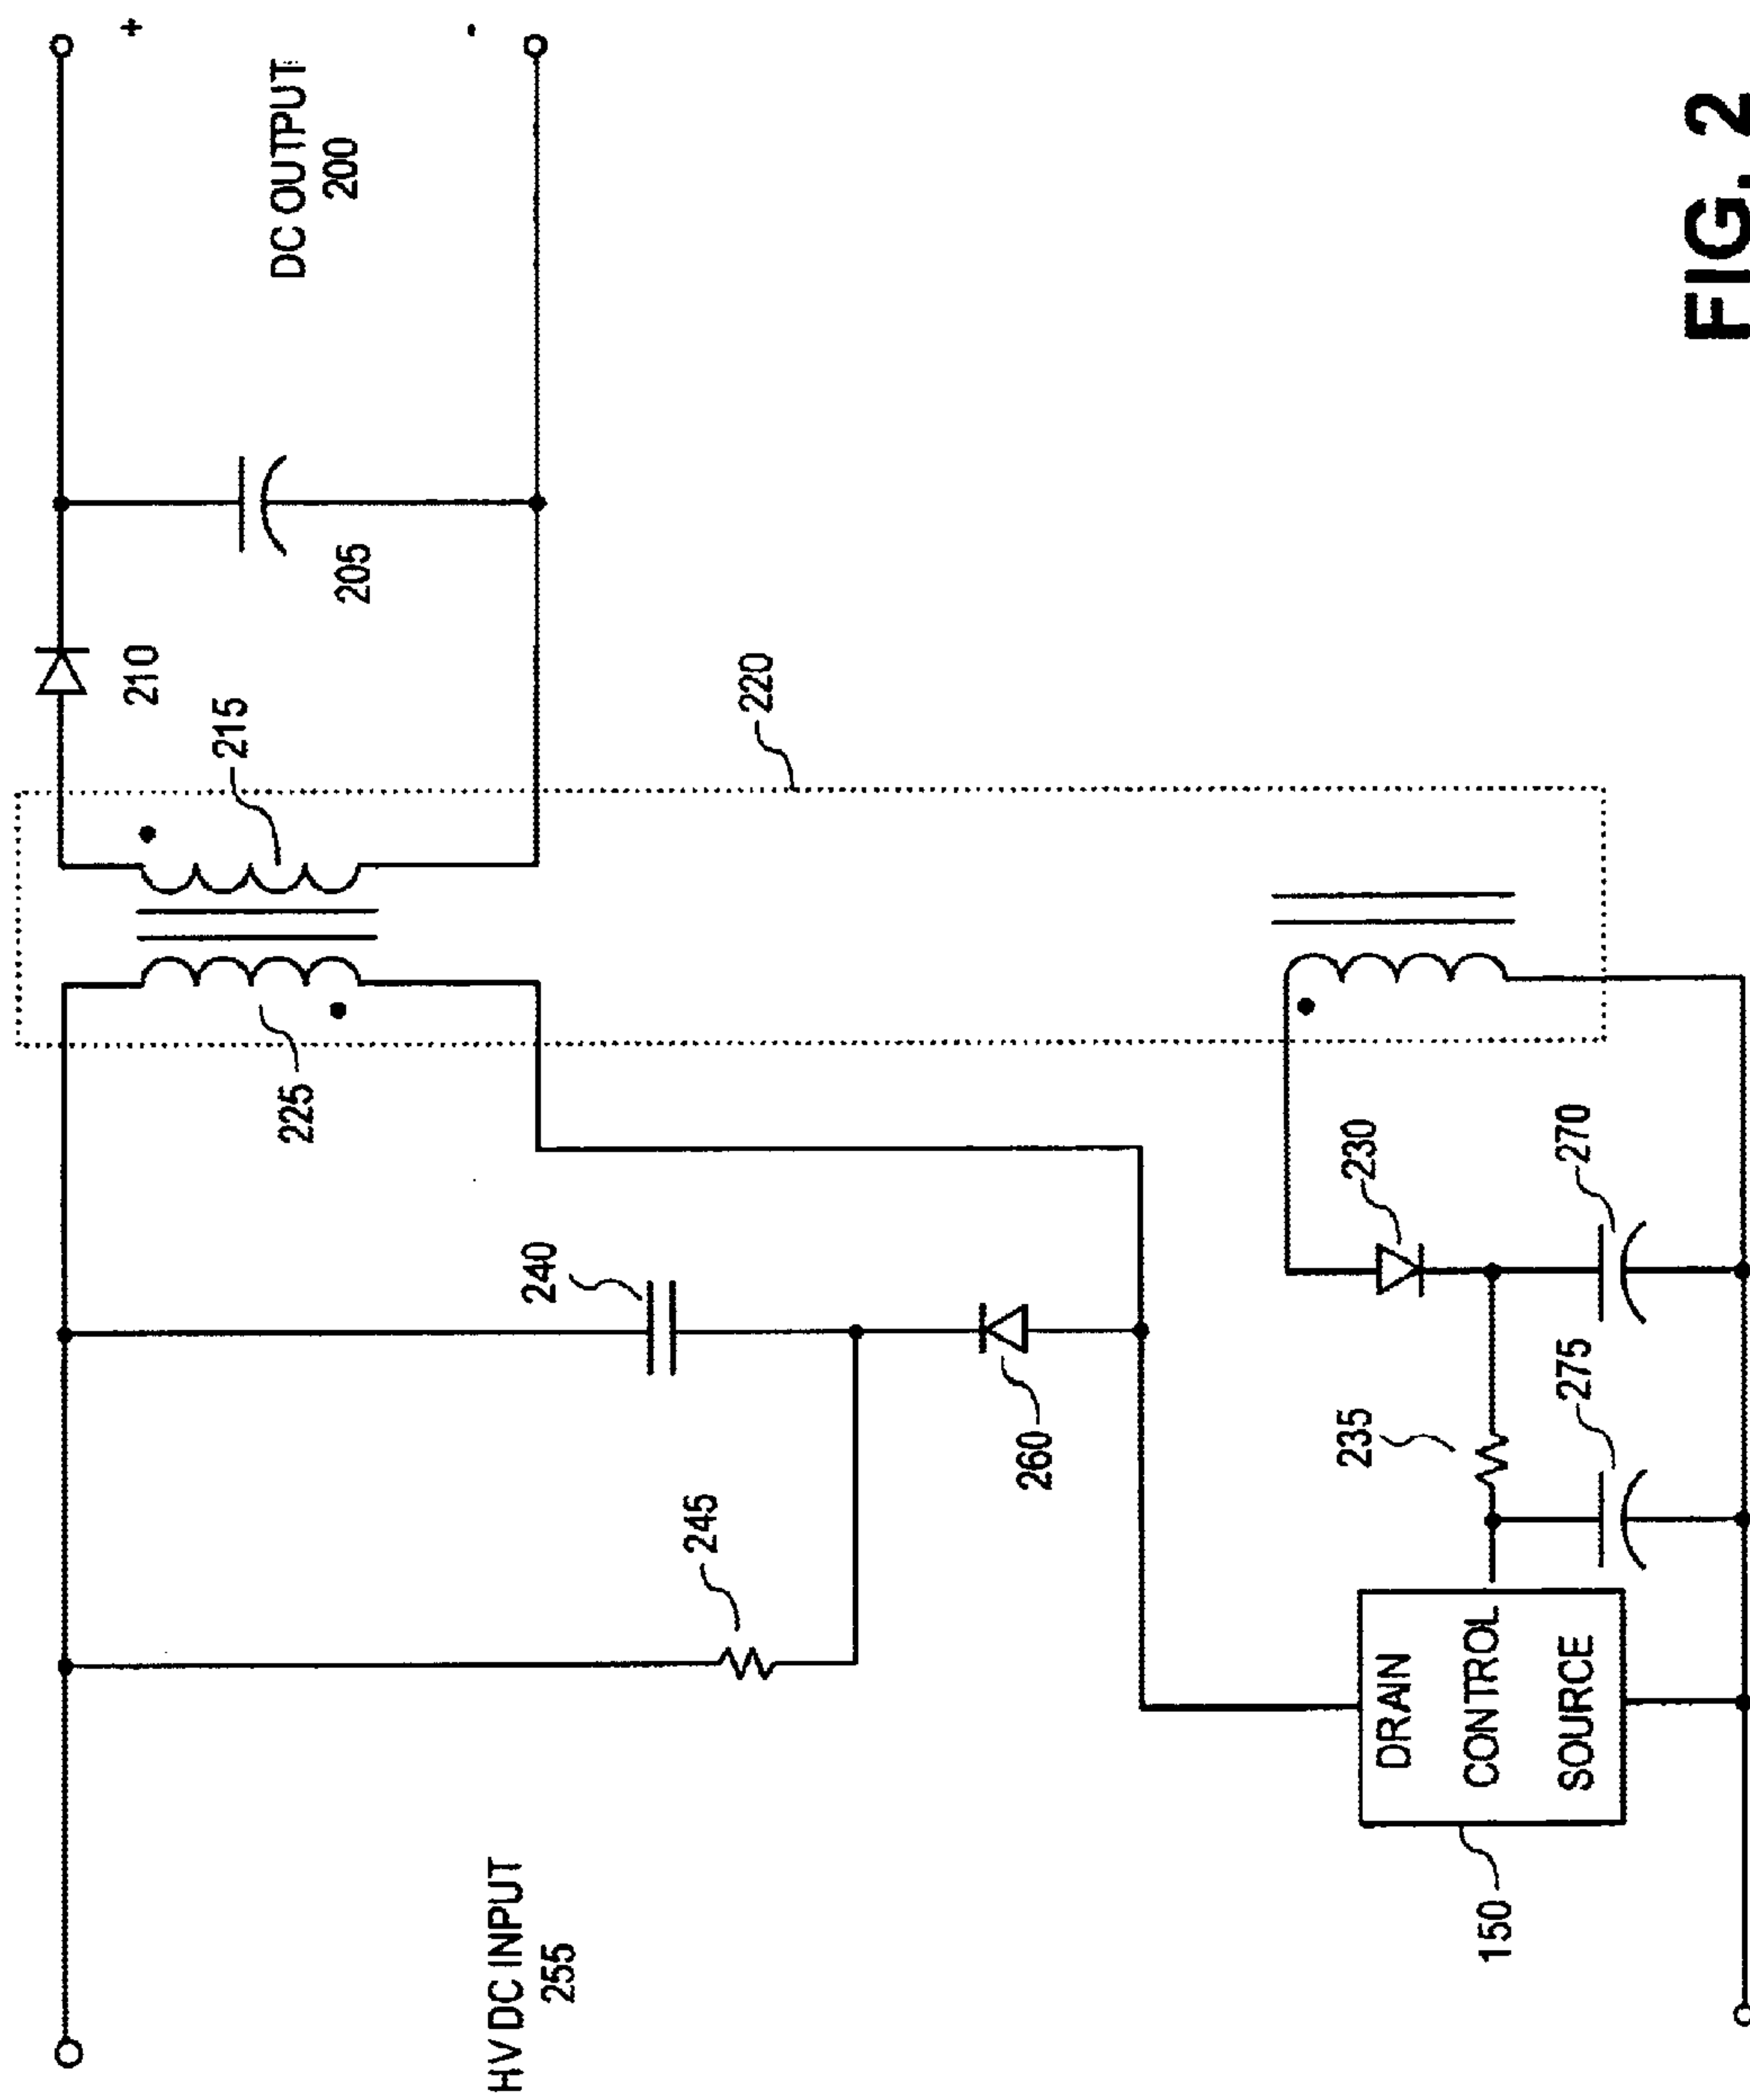 HV DC INPUT
255
245
240
260
225
215
210
205
+
DC OUTPUT
200
-
220
150
DRAIN
CONTROL
SOURCE
235
275
230
270
FIG. 2